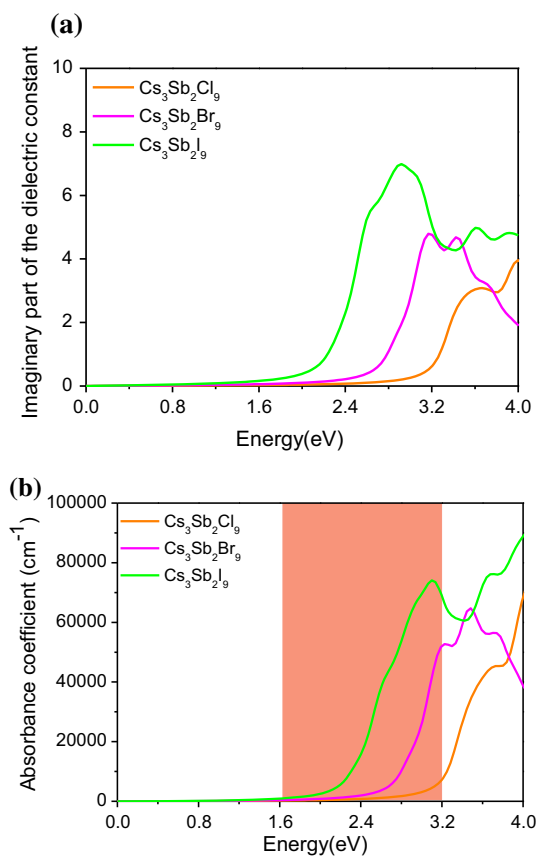 (a)
Imaginary part of the dielectric constant
10
8
6
4
2
0
Cs3Sb2Cl9
Cs3Sb2Br9
Cs3Sb2I9
0.0 0.8 1.6 2.4 3.2 4.0
Energy(eV)
(b)
Absorbance coefficient (cm-1)
100000
80000
60000
40000
20000
0
Cs3Sb2Cl9
Cs3Sb2Br9
Cs3Sb2I9
0.0 0.8 1.6 2.4 3.2 4.0
Energy(eV)